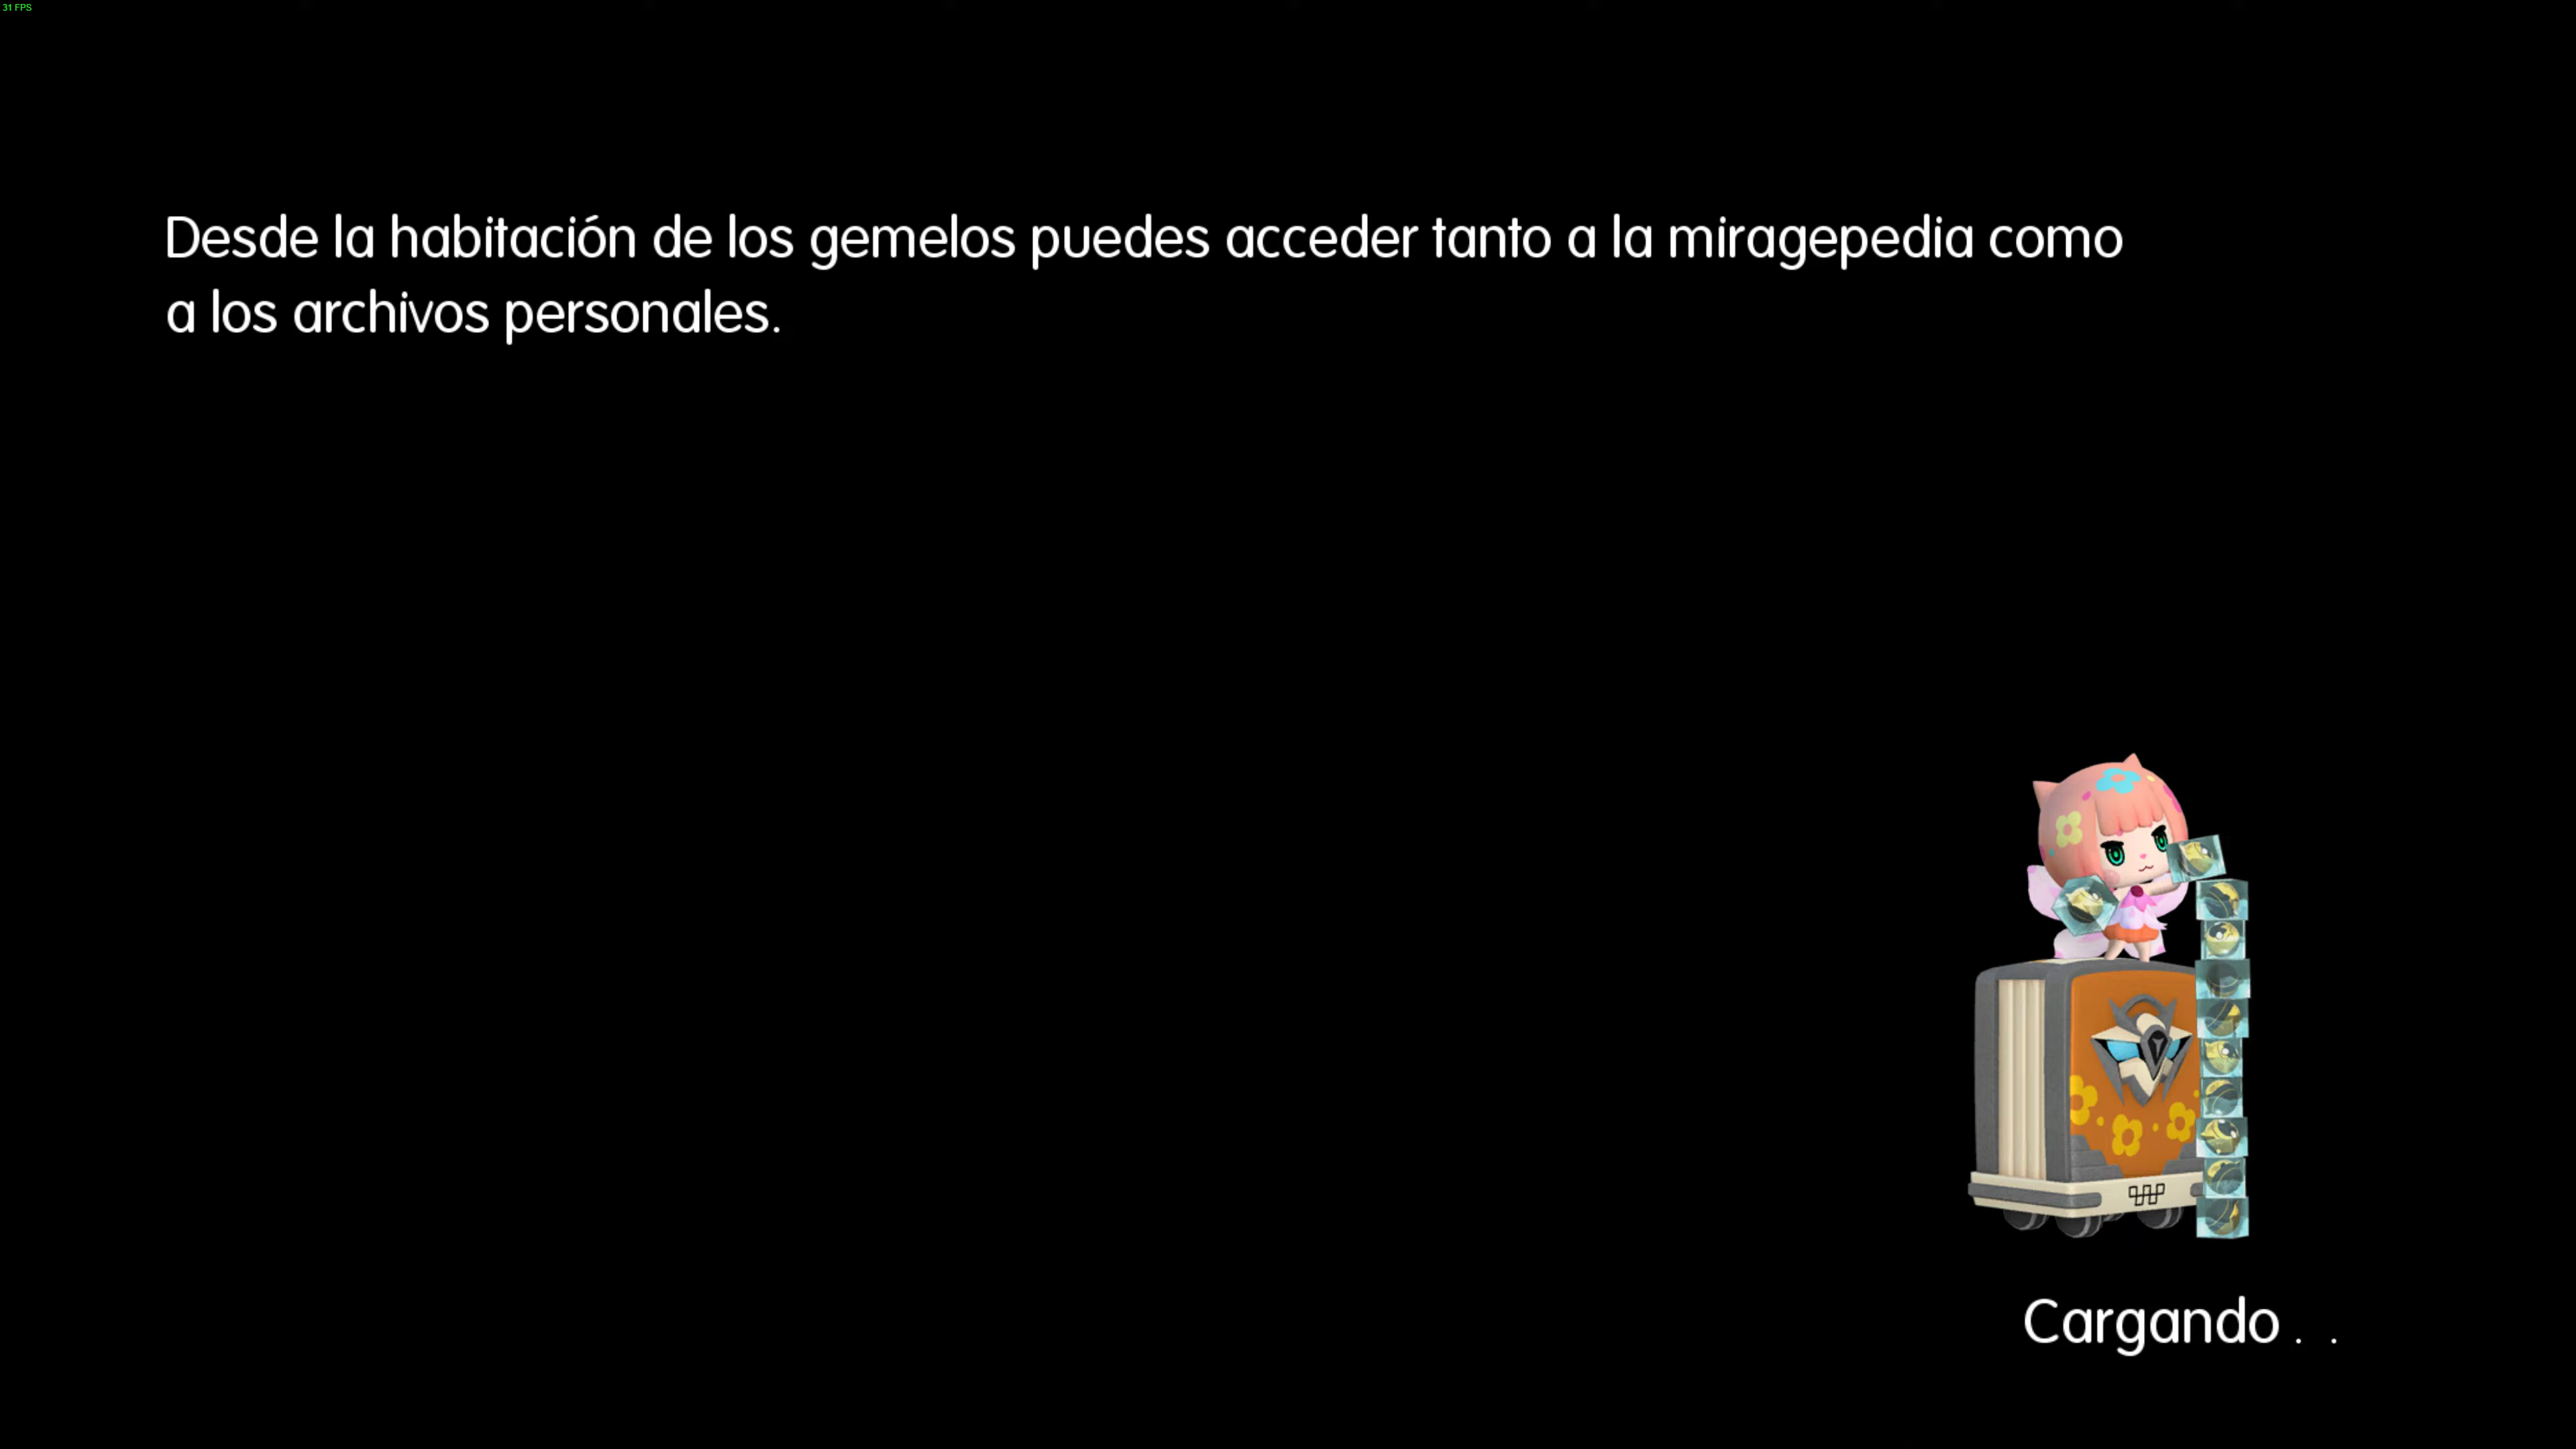 31 FPS
Desde la habitación de los gemelos puedes acceder tanto a la miragepedia como
a los archivos personales.
Cargando . .